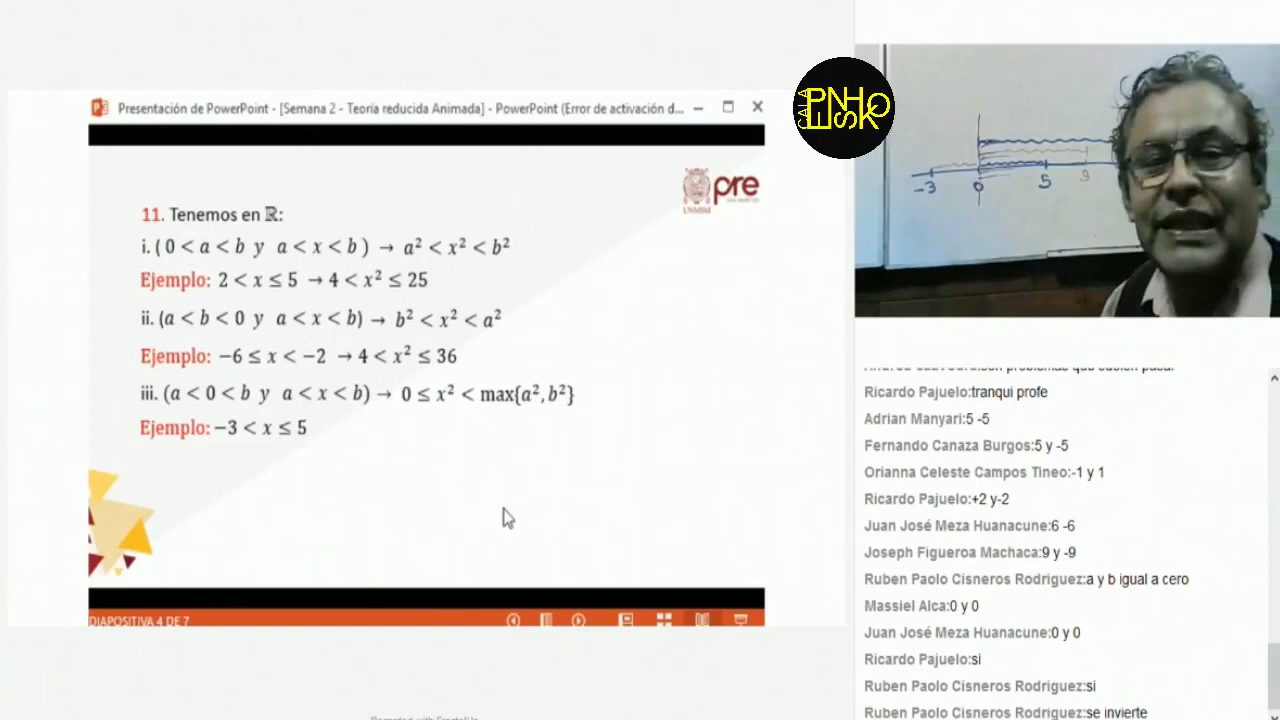 Presentación de PowerPoint - [Semana 2 - Teoría reducida Animada] - PowerPoint (Error de activación d...
UNMSM
pre
11. Tenemos en ℝ:
i. ( 0 < a < b y a < x < b ) → a² < x² < b²
Ejemplo: 2 < x ≤ 5 → 4 < x² ≤ 25
ii. (a < b < 0 y a < x < b) → b² < x² < a²
Ejemplo: −6 ≤ x < −2 → 4 < x² ≤ 36
iii. (a < 0 < b y a < x < b) → 0 ≤ x² < max{a², b²}
Ejemplo: −3 < x ≤ 5
DIAPOSITIVA 4 DE 7
CALA
PENHSKO
-3 0 5 9
Ricardo Pajuelo:tranqui profe
Adrian Manyari:5 -5
Fernando Canaza Burgos:5 y -5
Orianna Celeste Campos Tineo:-1 y 1
Ricardo Pajuelo:+2 y-2
Juan José Meza Huanacune:6 -6
Joseph Figueroa Machaca:9 y -9
Ruben Paolo Cisneros Rodriguez:a y b igual a cero
Massiel Alca:0 y 0
Juan José Meza Huanacune:0 y 0
Ricardo Pajuelo:si
Ruben Paolo Cisneros Rodriguez:si
Ruben Paolo Cisneros Rodriguez:se invierte